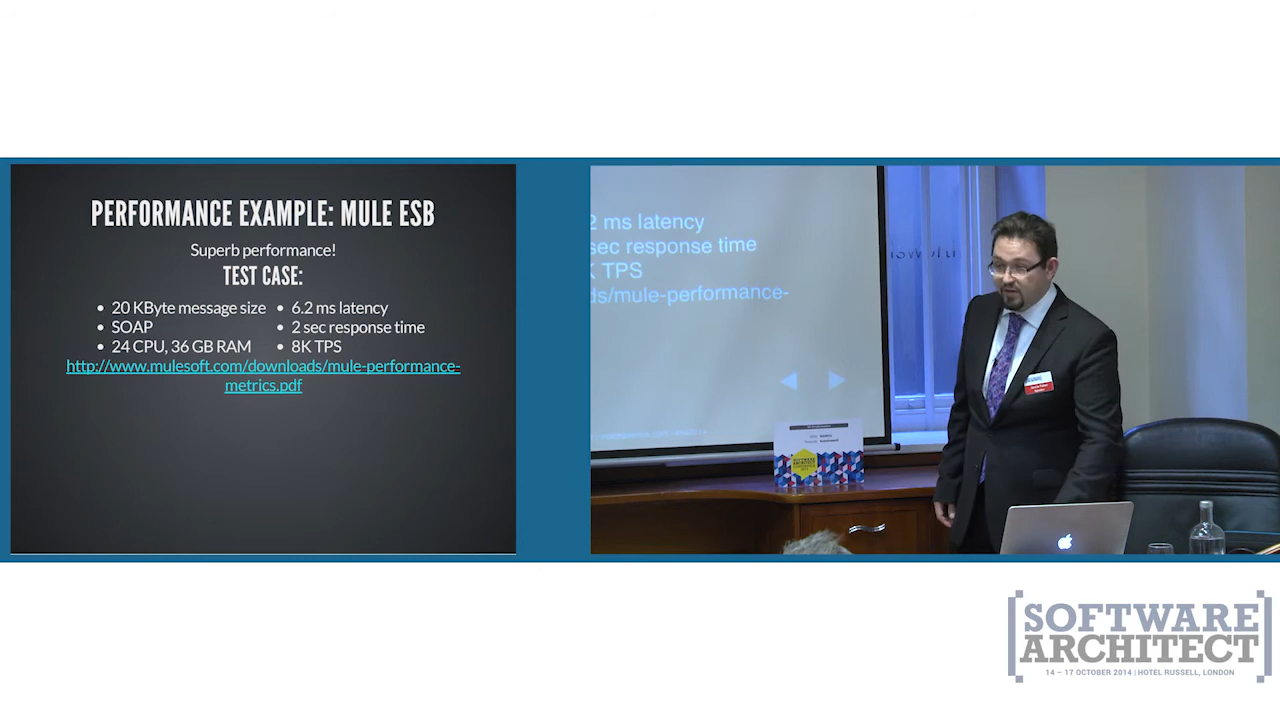 PERFORMANCE EXAMPLE: MULE ESB
Superb performance!
TEST CASE:
• 20 KByte message size
• SOAP
• 24 CPU, 36 GB RAM
• 6.2 ms latency
• 2 sec response time
• 8K TPS
http://www.mulesoft.com/downloads/mule-performance-
metrics.pdf
2 ms latency
sec response time
K TPS
ds/mule-performance-
SOFTWARE
ARCHITECT
[SOFTWARE
ARCHITECT]
14 – 17 OCTOBER 2014 | HOTEL RUSSELL, LONDON